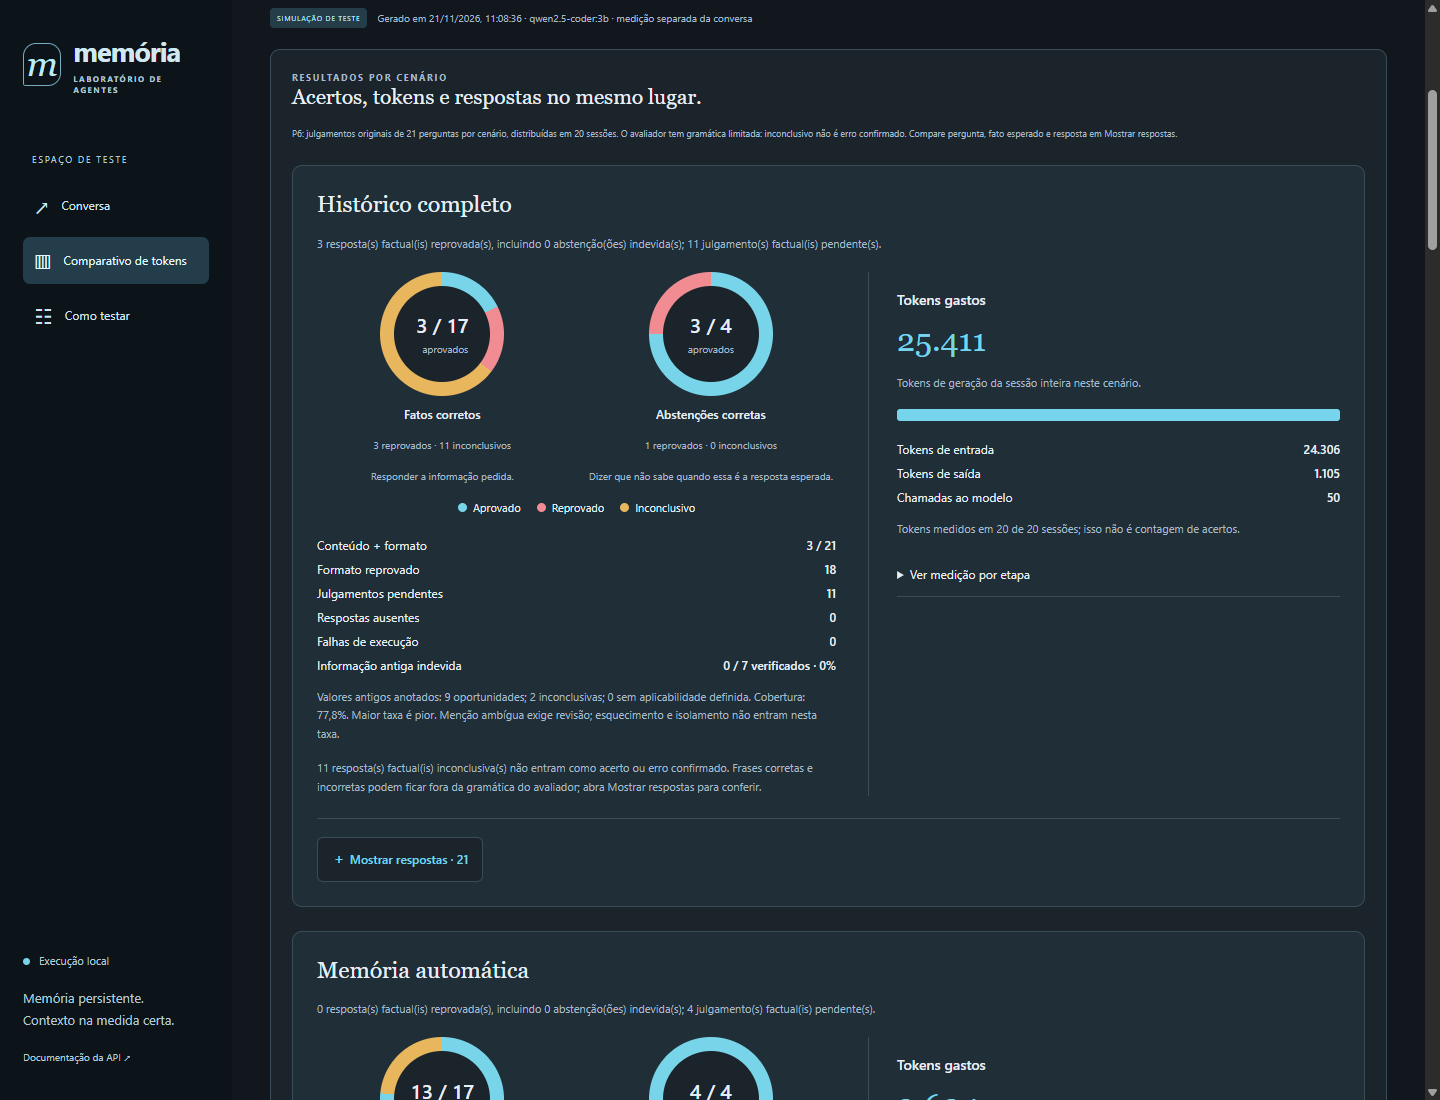 m
memória
LABORATÓRIO DE
AGENTES
ESPAÇO DE TESTE
Conversa
Comparativo de tokens
Como testar
Execução local
Memória persistente.
Contexto na medida certa.
Documentação da API ↗
SIMULAÇÃO DE TESTE
Gerado em 21/11/2026, 11:08:36 · qwen2.5-coder:3b · medição separada da conversa
RESULTADOS POR CENÁRIO
Acertos, tokens e respostas no mesmo lugar.
P6: julgamentos originais de 21 perguntas por cenário, distribuídas em 20 sessões. O avaliador tem gramática limitada: inconclusivo não é erro confirmado. Compare pergunta, fato esperado e resposta em Mostrar respostas.
Histórico completo
3 resposta(s) factual(is) reprovada(s), incluindo 0 abstenção(ões) indevida(s); 11 julgamento(s) factual(is) pendente(s).
3 / 17
aprovados
Fatos corretos
3 reprovados · 11 inconclusivos
Responder a informação pedida.
3 / 4
aprovados
Abstenções corretas
1 reprovados · 0 inconclusivos
Dizer que não sabe quando essa é a resposta esperada.
Aprovado Reprovado Inconclusivo
Conteúdo + formato 3 / 21
Formato reprovado 18
Julgamentos pendentes 11
Respostas ausentes 0
Falhas de execução 0
Informação antiga indevida 0 / 7 verificados · 0%
Valores antigos anotados: 9 oportunidades; 2 inconclusivas; 0 sem aplicabilidade definida. Cobertura:
77,8%. Maior taxa é pior. Menção ambígua exige revisão; esquecimento e isolamento não entram nesta
taxa.
11 resposta(s) factual(is) inconclusiva(s) não entram como acerto ou erro confirmado. Frases corretas e
incorretas podem ficar fora da gramática do avaliador; abra Mostrar respostas para conferir.
Tokens gastos
25.411
Tokens de geração da sessão inteira neste cenário.
Tokens de entrada 24.306
Tokens de saída 1.105
Chamadas ao modelo 50
Tokens medidos em 20 de 20 sessões; isso não é contagem de acertos.
▶ Ver medição por etapa
+ Mostrar respostas · 21
Memória automática
0 resposta(s) factual(is) reprovada(s), incluindo 0 abstenção(ões) indevida(s); 4 julgamento(s) factual(is) pendente(s).
13 / 17
4 / 4
Tokens gastos